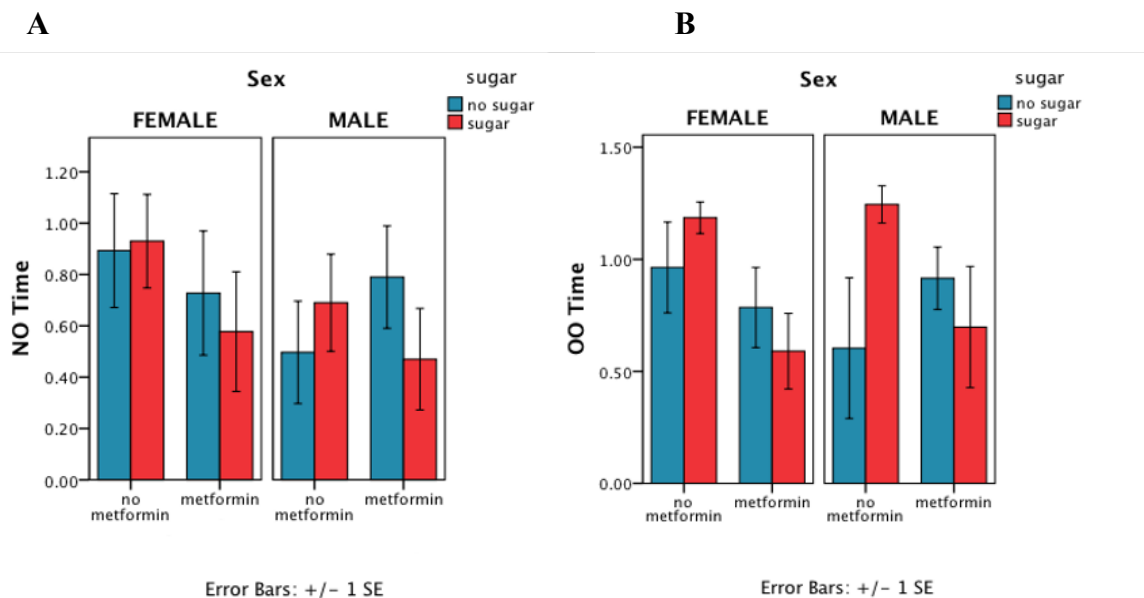 A
Sex
sugar
no sugar
sugar
FEMALE
MALE
NO Time
1.20
1.00
0.80
0.60
0.40
0.20
0.00
no
metformin
metformin
no
metformin
metformin
Error Bars: +/- 1 SE
B
Sex
sugar
no sugar
sugar
FEMALE
MALE
OO Time
1.50
1.00
0.50
0.00
no
metformin
metformin
no
metformin
metformin
Error Bars: +/- 1 SE